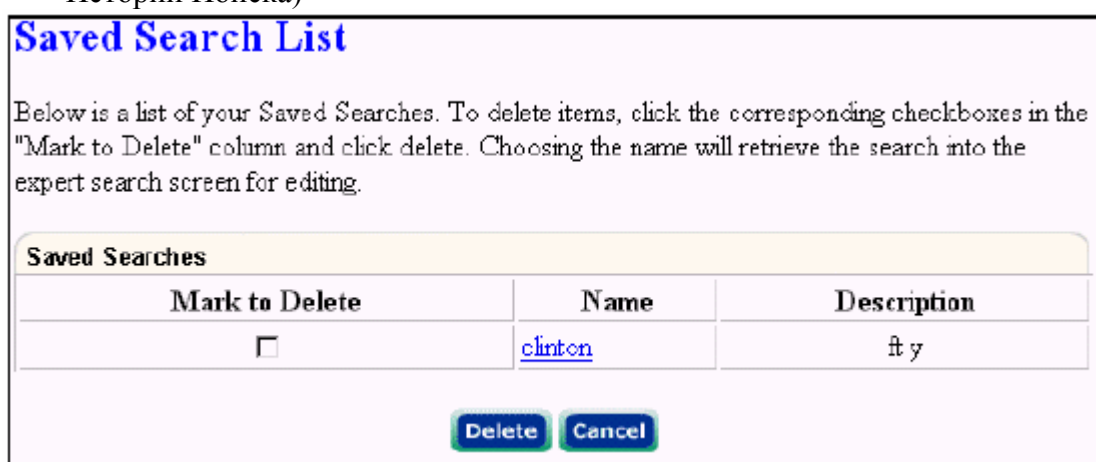 Истории Поиска)
Saved Search List
Below is a list of your Saved Searches. To delete items, click the corresponding checkboxes in the
"Mark to Delete" column and click delete. Choosing the name will retrieve the search into the
expert search screen for editing.
Saved Searches
Mark to Delete Name Description
clinton ft y
Delete Cancel